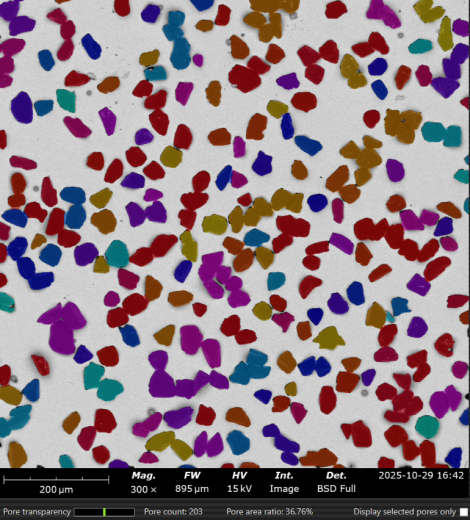 Mag. FW HV Int. Det. 2025-10-29 16:42
200 µm 300 × 895 µm 15 kV Image BSD Full
Pore transparency Pore count: 203 Pore area ratio: 36.76% Display selected pores only